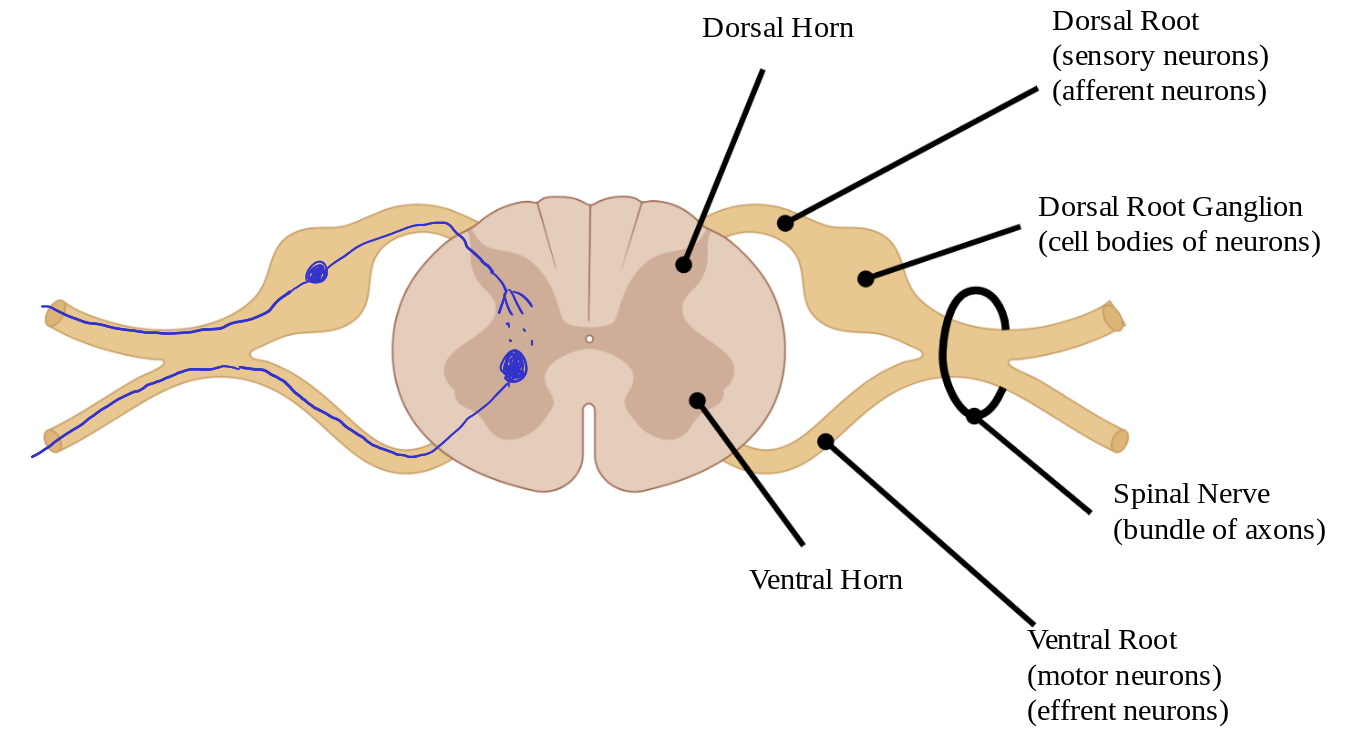 Dorsal Horn
Dorsal Root
(sensory neurons)
(afferent neurons)
Dorsal Root Ganglion
(cell bodies of neurons)
Spinal Nerve
(bundle of axons)
Ventral Horn
Ventral Root
(motor neurons)
(effrent neurons)